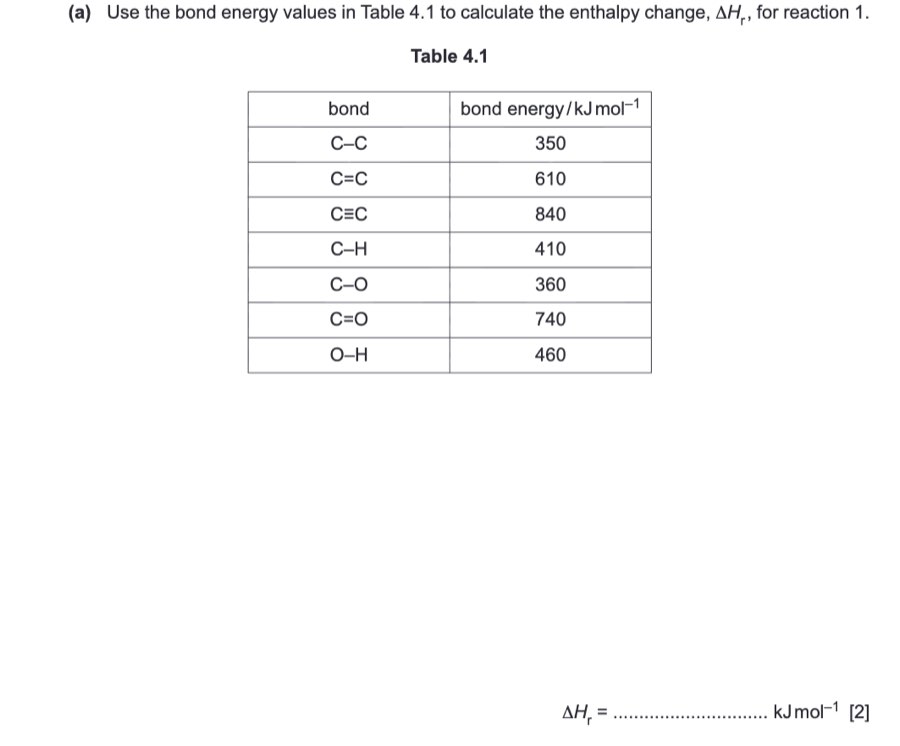 (a) Use the bond energy values in Table 4.1 to calculate the enthalpy change, ΔHᵣ, for reaction 1.
Table 4.1
bond bond energy/kJ mol⁻¹
C–C 350
C=C 610
C≡C 840
C–H 410
C–O 360
C=O 740
O–H 460
ΔHᵣ = .............................. kJ mol⁻¹ [2]